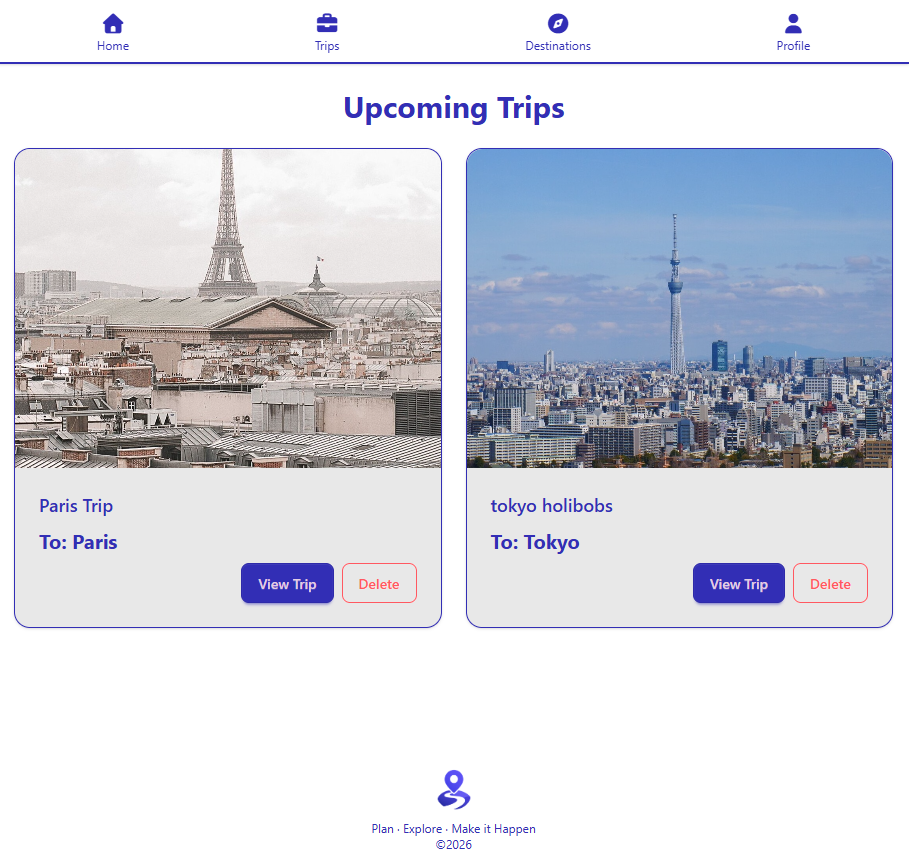 Home
Trips
Destinations
Profile
Upcoming Trips
Paris Trip
To: Paris
View Trip
Delete
tokyo holibobs
To: Tokyo
View Trip
Delete
Plan · Explore · Make it Happen
©2026